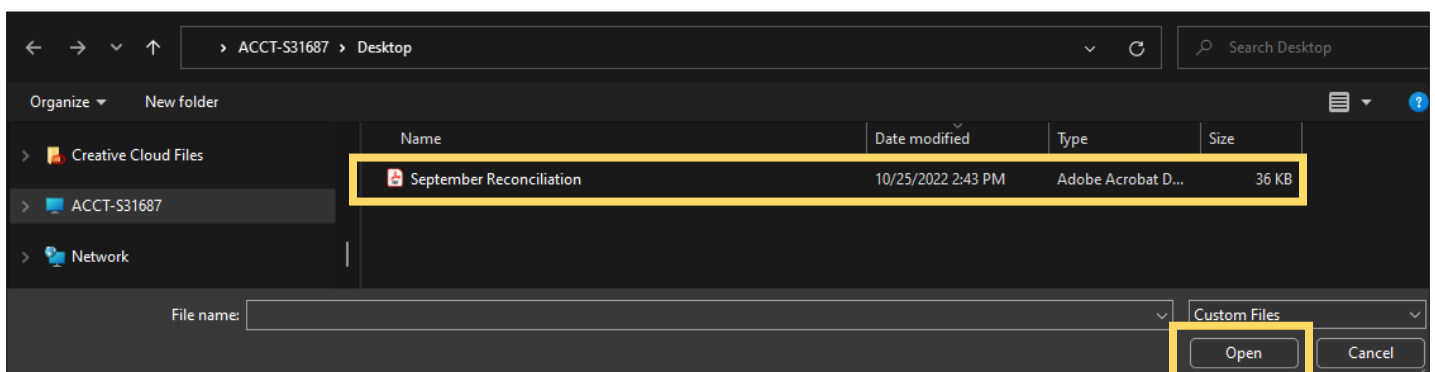 ACCT-S31687 Desktop Search Desktop
Organize New folder
Name Date modified Type Size
Creative Cloud Files
September Reconciliation 10/25/2022 2:43 PM Adobe Acrobat D... 36 KB
ACCT-S31687
Network
File name: Custom Files
Open Cancel